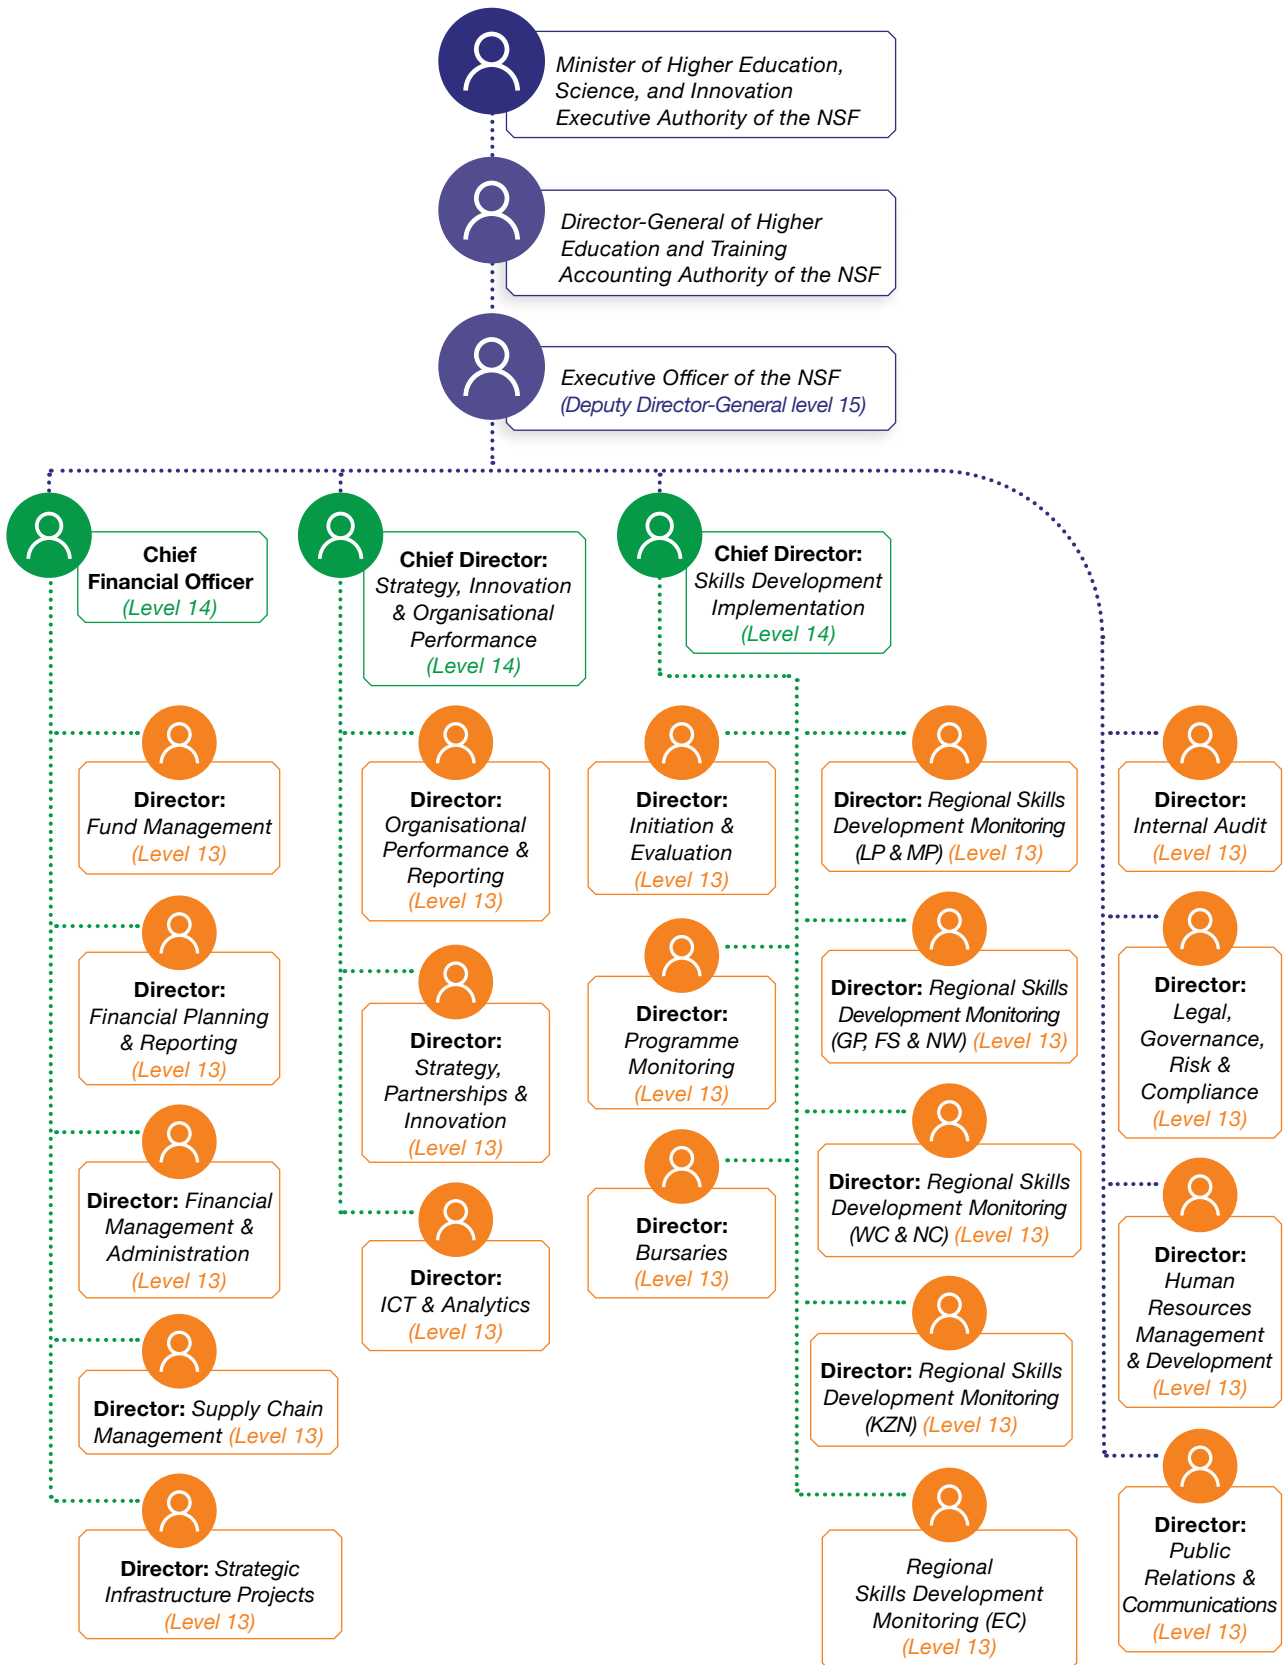 Minister of Higher Education,
Science, and Innovation
Executive Authority of the NSF
Director-General of Higher
Education and Training
Accounting Authority of the NSF
Executive Officer of the NSF
(Deputy Director-General level 15)
Chief
Financial Officer
(Level 14)
Director:
Fund Management
(Level 13)
Director:
Financial Planning
& Reporting
(Level 13)
Director: Financial
Management &
Administration
(Level 13)
Director: Supply Chain
Management (Level 13)
Director: Strategic
Infrastructure Projects
(Level 13)
Chief Director:
Strategy, Innovation
& Organisational
Performance
(Level 14)
Director:
Organisational
Performance &
Reporting
(Level 13)
Director:
Strategy,
Partnerships &
Innovation
(Level 13)
Director:
ICT & Analytics
(Level 13)
Chief Director:
Skills Development
Implementation
(Level 14)
Director:
Initiation &
Evaluation
(Level 13)
Director:
Programme
Monitoring
(Level 13)
Director:
Bursaries
(Level 13)
Director: Regional Skills
Development Monitoring
(LP & MP) (Level 13)
Director: Regional Skills
Development Monitoring
(GP, FS & NW) (Level 13)
Director: Regional Skills
Development Monitoring
(WC & NC) (Level 13)
Director: Regional Skills
Development Monitoring
(KZN) (Level 13)
Regional
Skills Development
Monitoring (EC)
(Level 13)
Director:
Internal Audit
(Level 13)
Director:
Legal,
Governance,
Risk &
Compliance
(Level 13)
Director:
Human
Resources
Management
& Development
(Level 13)
Director:
Public
Relations &
Communications
(Level 13)